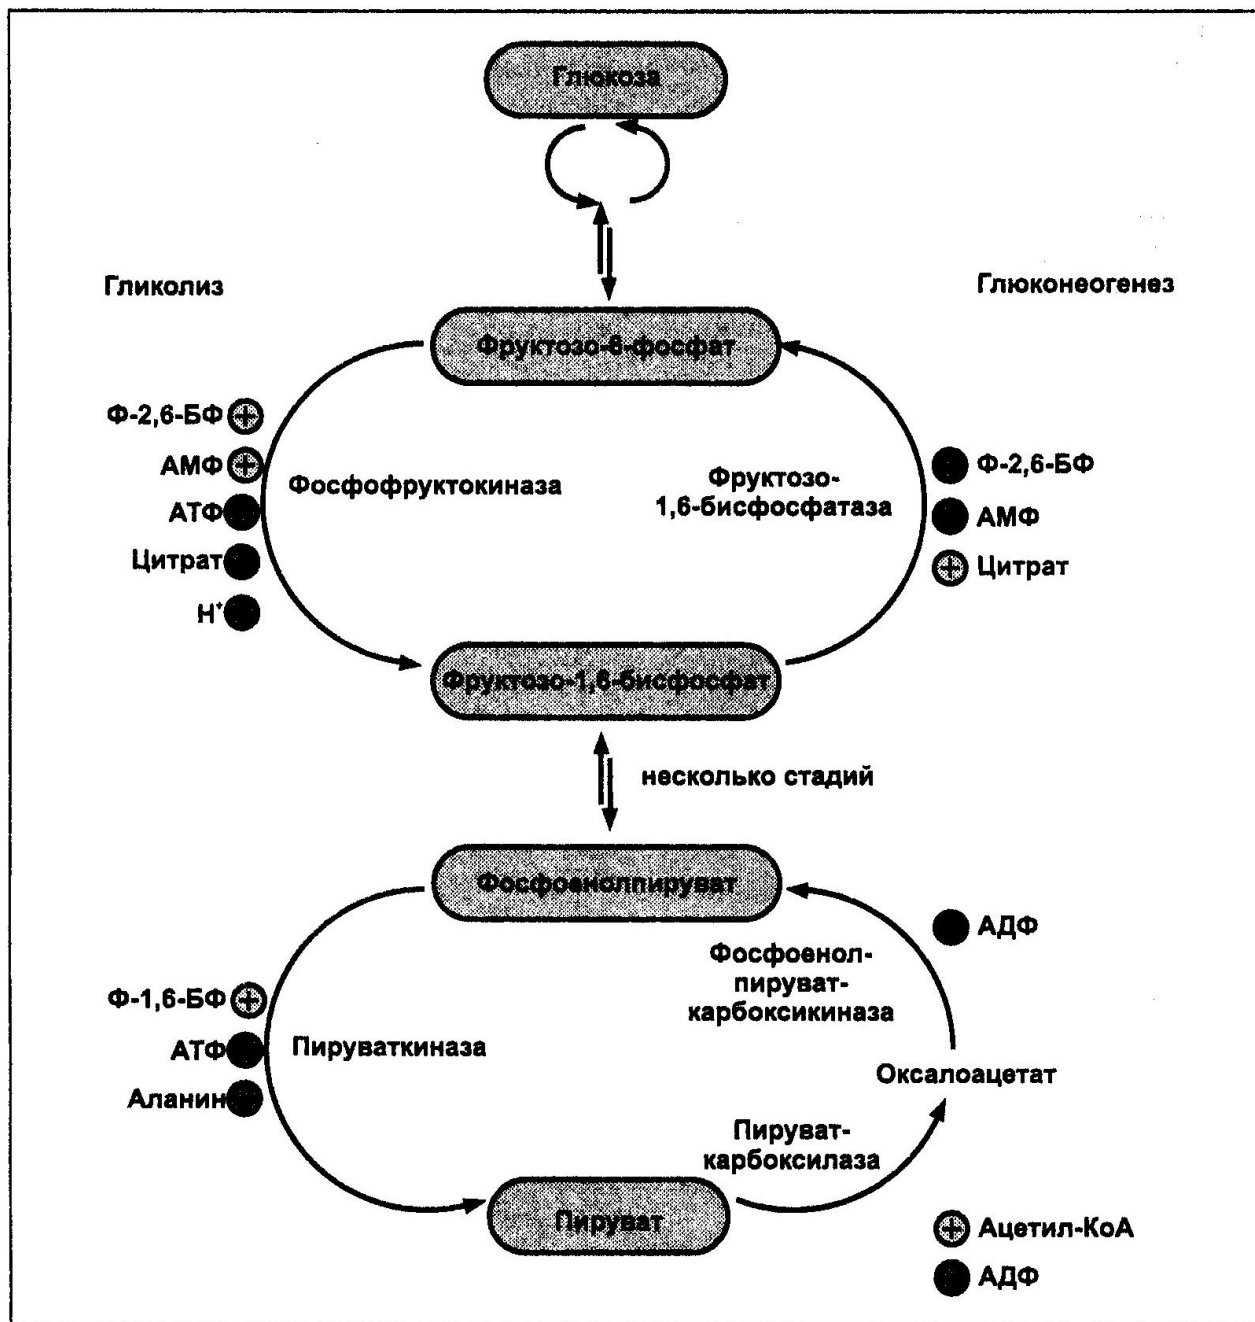 Глюкоза
Гликолиз
Глюконеогенез
Фруктозо-6-фосфат
Ф-2,6-БФ +
АМФ +
АТФ
Цитрат
H⁺
Фосфофруктокиназа
Фруктозо-
1,6-бисфосфатаза
Ф-2,6-БФ
АМФ
+ Цитрат
Фруктозо-1,6-бисфосфат
несколько стадий
Фосфоенолпируват
Ф-1,6-БФ +
АТФ
Аланин
Пируваткиназа
Фосфоенол-
пируват-
карбоксикиназа
АДФ
Оксалоацетат
Пируват-
карбоксилаза
Пируват
+ Ацетил-КоА
АДФ